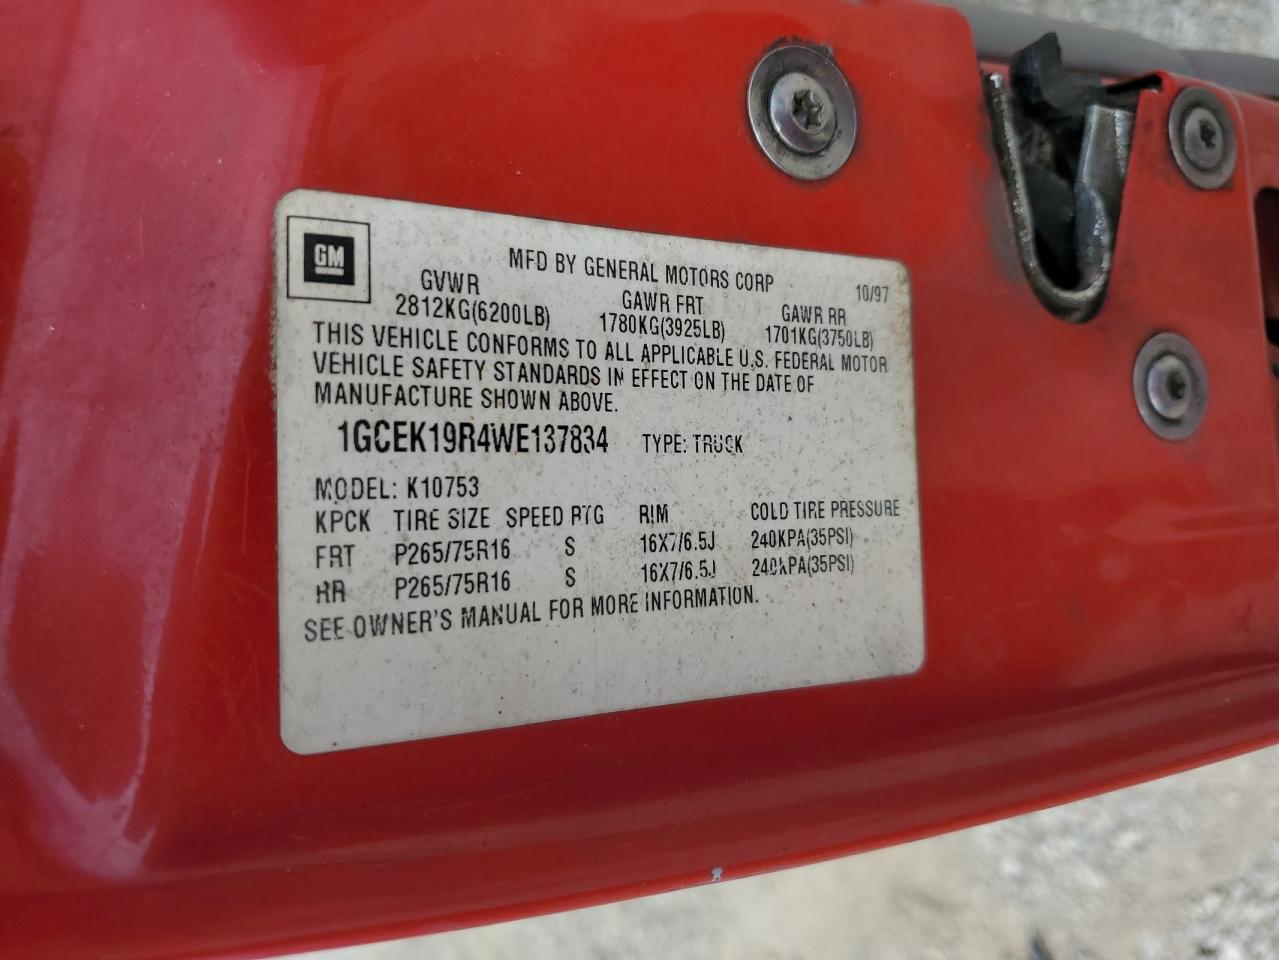 GM
MFD BY GENERAL MOTORS CORP 10/97
GVWR GAWR FRT GAWR RR
2812KG(6200LB) 1780KG(3925LB) 1701KG(3750LB)
THIS VEHICLE CONFORMS TO ALL APPLICABLE U.S. FEDERAL MOTOR
VEHICLE SAFETY STANDARDS IN EFFECT ON THE DATE OF
MANUFACTURE SHOWN ABOVE.
1GCEK19R4WE137834 TYPE: TRUCK
MODEL: K10753
KPCK TIRE SIZE SPEED RTG RIM COLD TIRE PRESSURE
FRT P265/75R16 S 16X7/6.5J 240KPA(35PSI)
RR P265/75R16 S 16X7/6.5J 240KPA(35PSI)
SEE OWNER'S MANUAL FOR MORE INFORMATION.